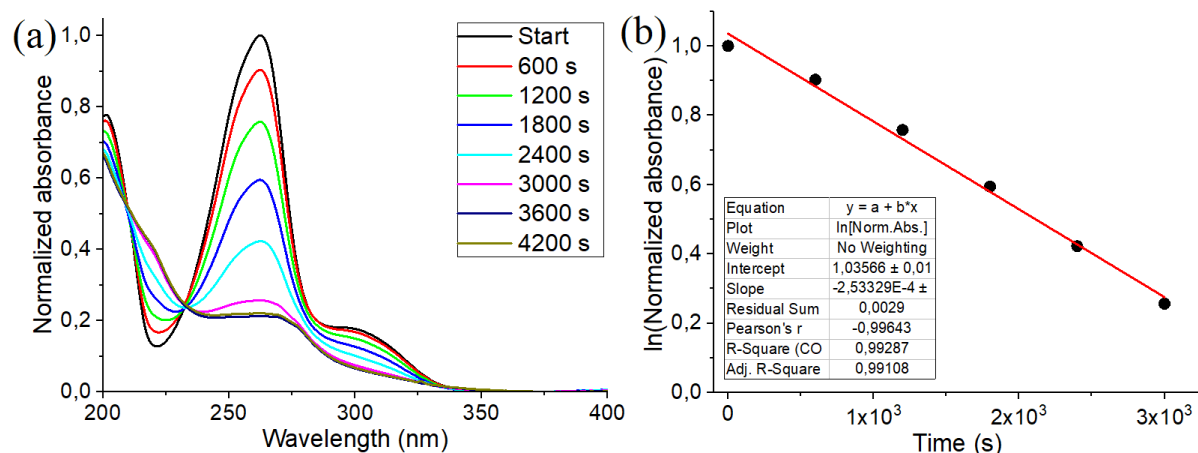 (a)
Normalized absorbance
1,0
0,8
0,6
0,4
0,2
0,0
200
250
300
350
400
Wavelength (nm)
Start
600 s
1200 s
1800 s
2400 s
3000 s
3600 s
4200 s
(b)
ln(Normalized absorbance)
1,0
0,8
0,6
0,4
0,2
0,0
Equation y = a + b*x
Plot ln[Norm.Abs.]
Weight No Weighting
Intercept 1,03566 ± 0,01
Slope -2,53329E-4 ±
Residual Sum 0,0029
Pearson's r -0,99643
R-Square (CO 0,99287
Adj. R-Square 0,99108
0
1x10³
2x10³
3x10³
Time (s)